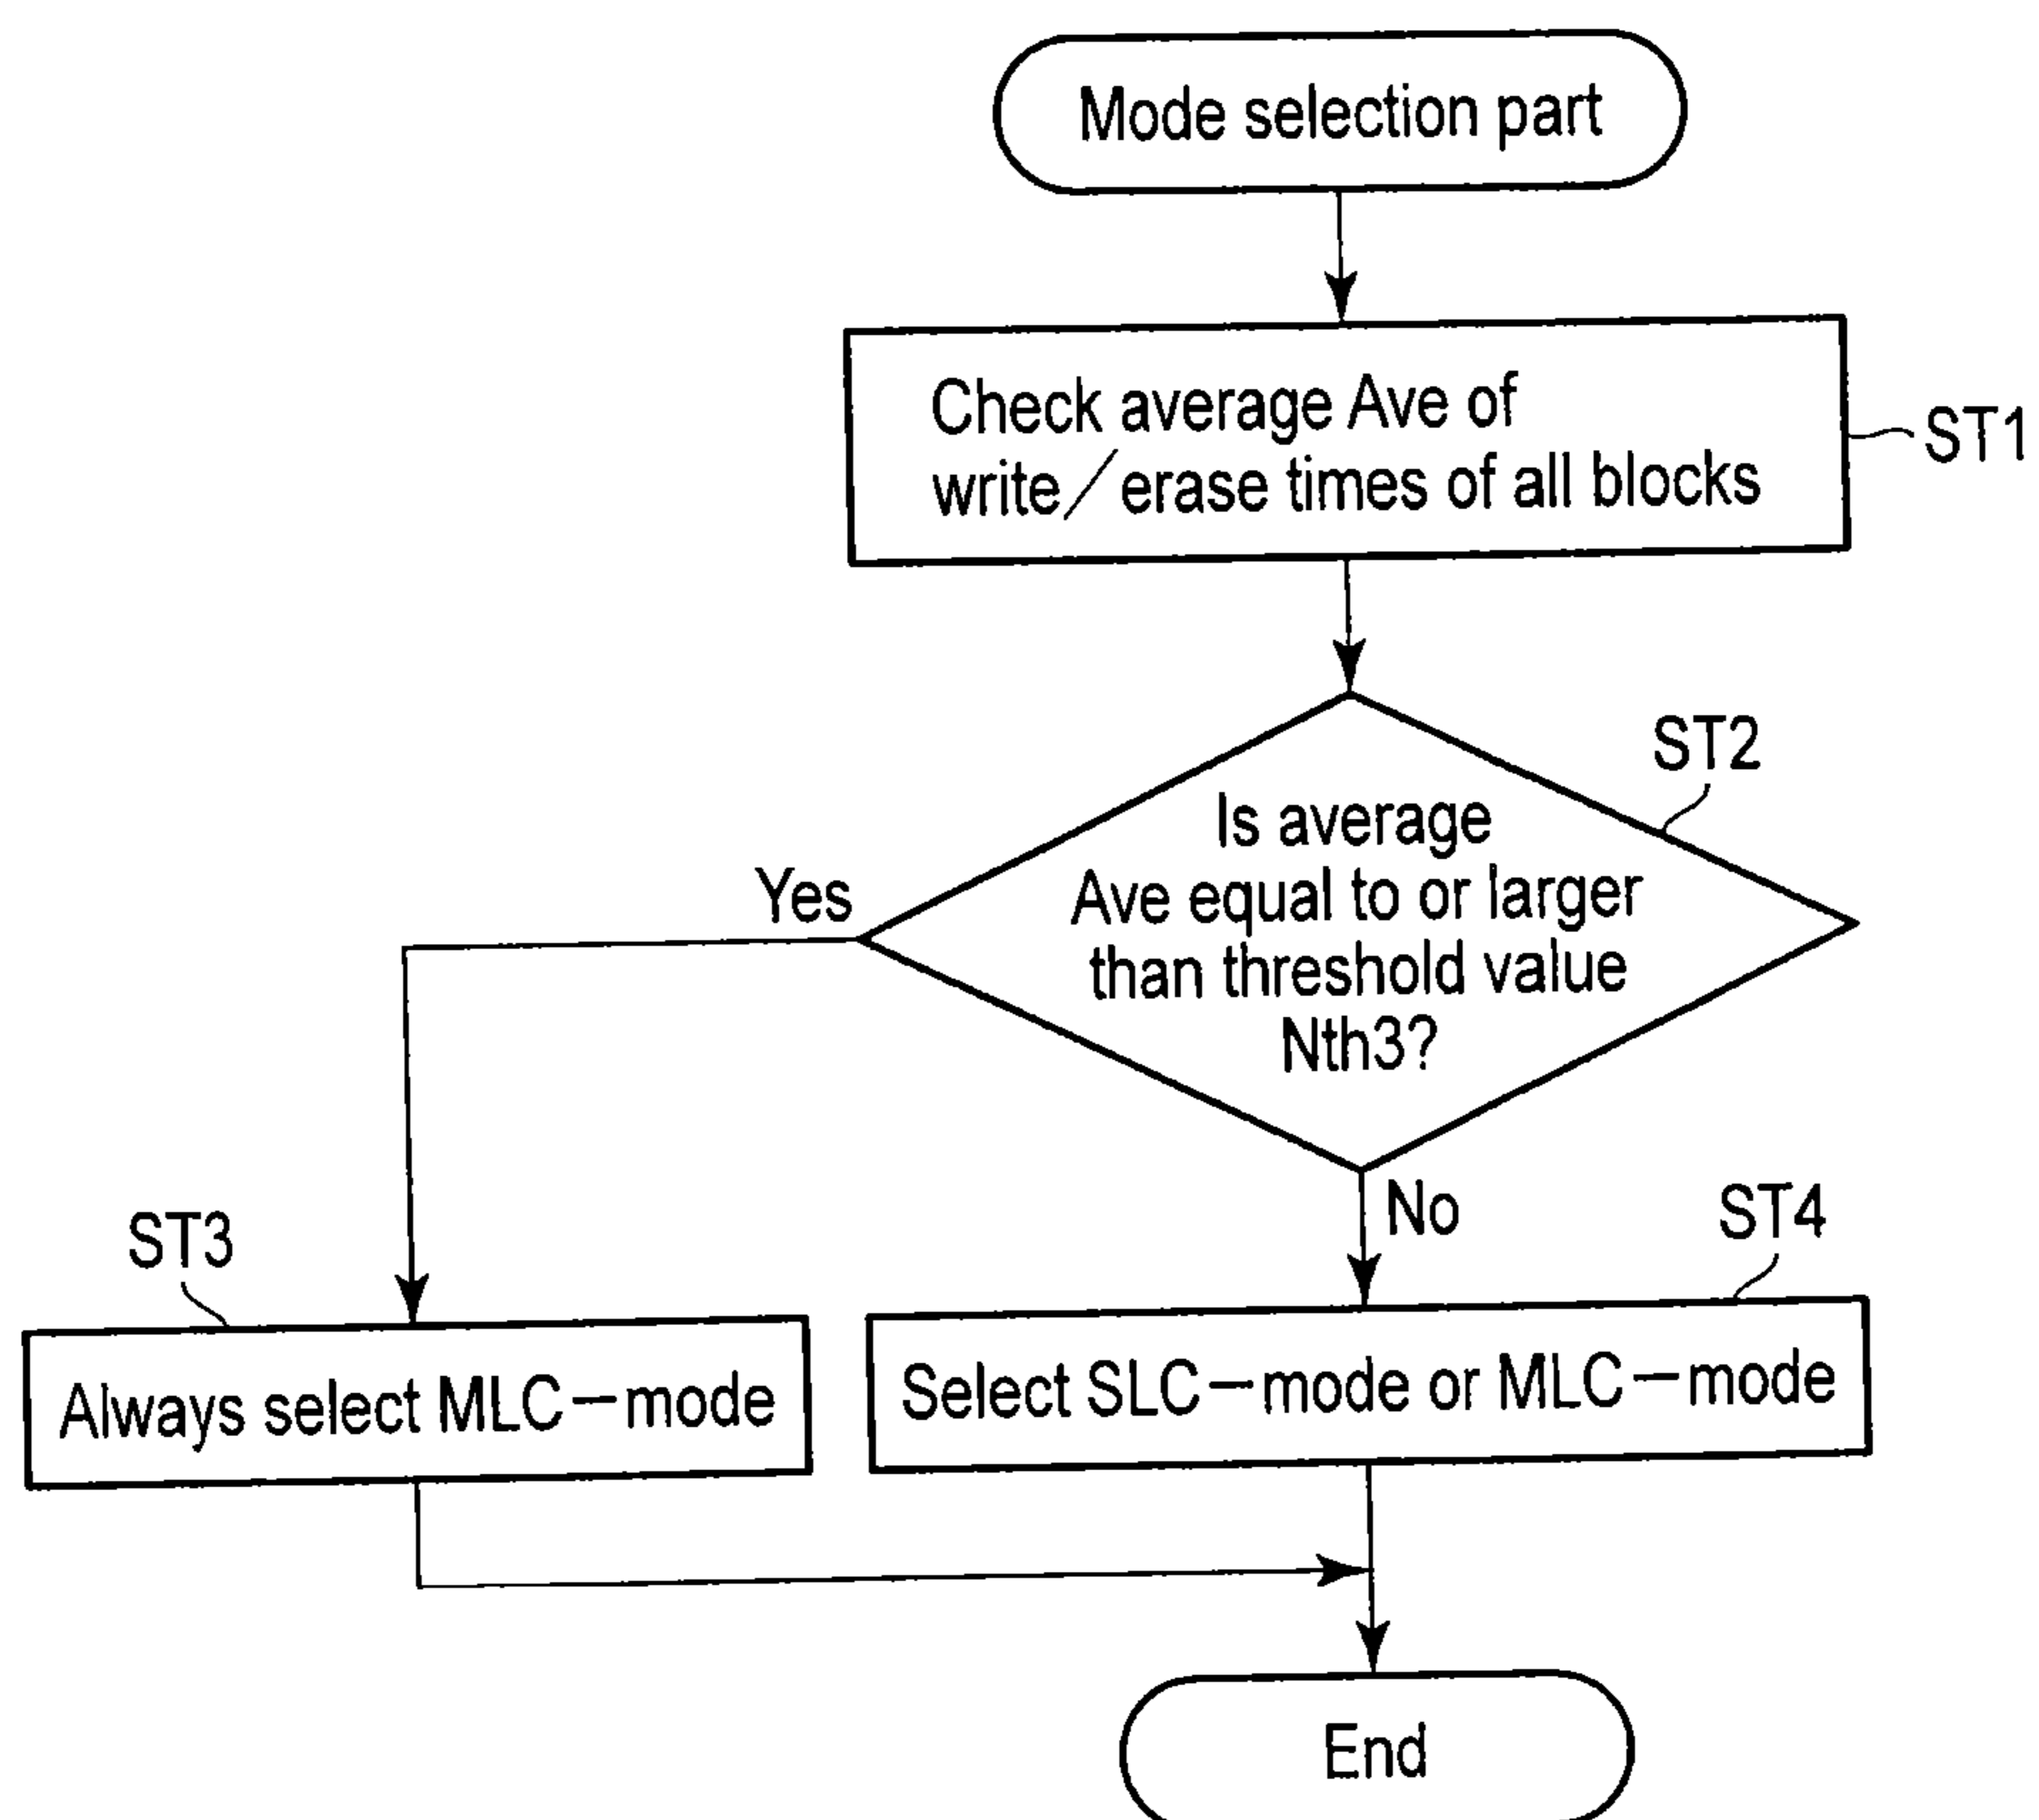 Mode selection part
Check average Ave of
write/erase times of all blocks
ST1
ST2
Is average
Ave equal to or larger
than threshold value
Nth3?
Yes
No
ST3
ST4
Always select MLC-mode
Select SLC-mode or MLC-mode
End